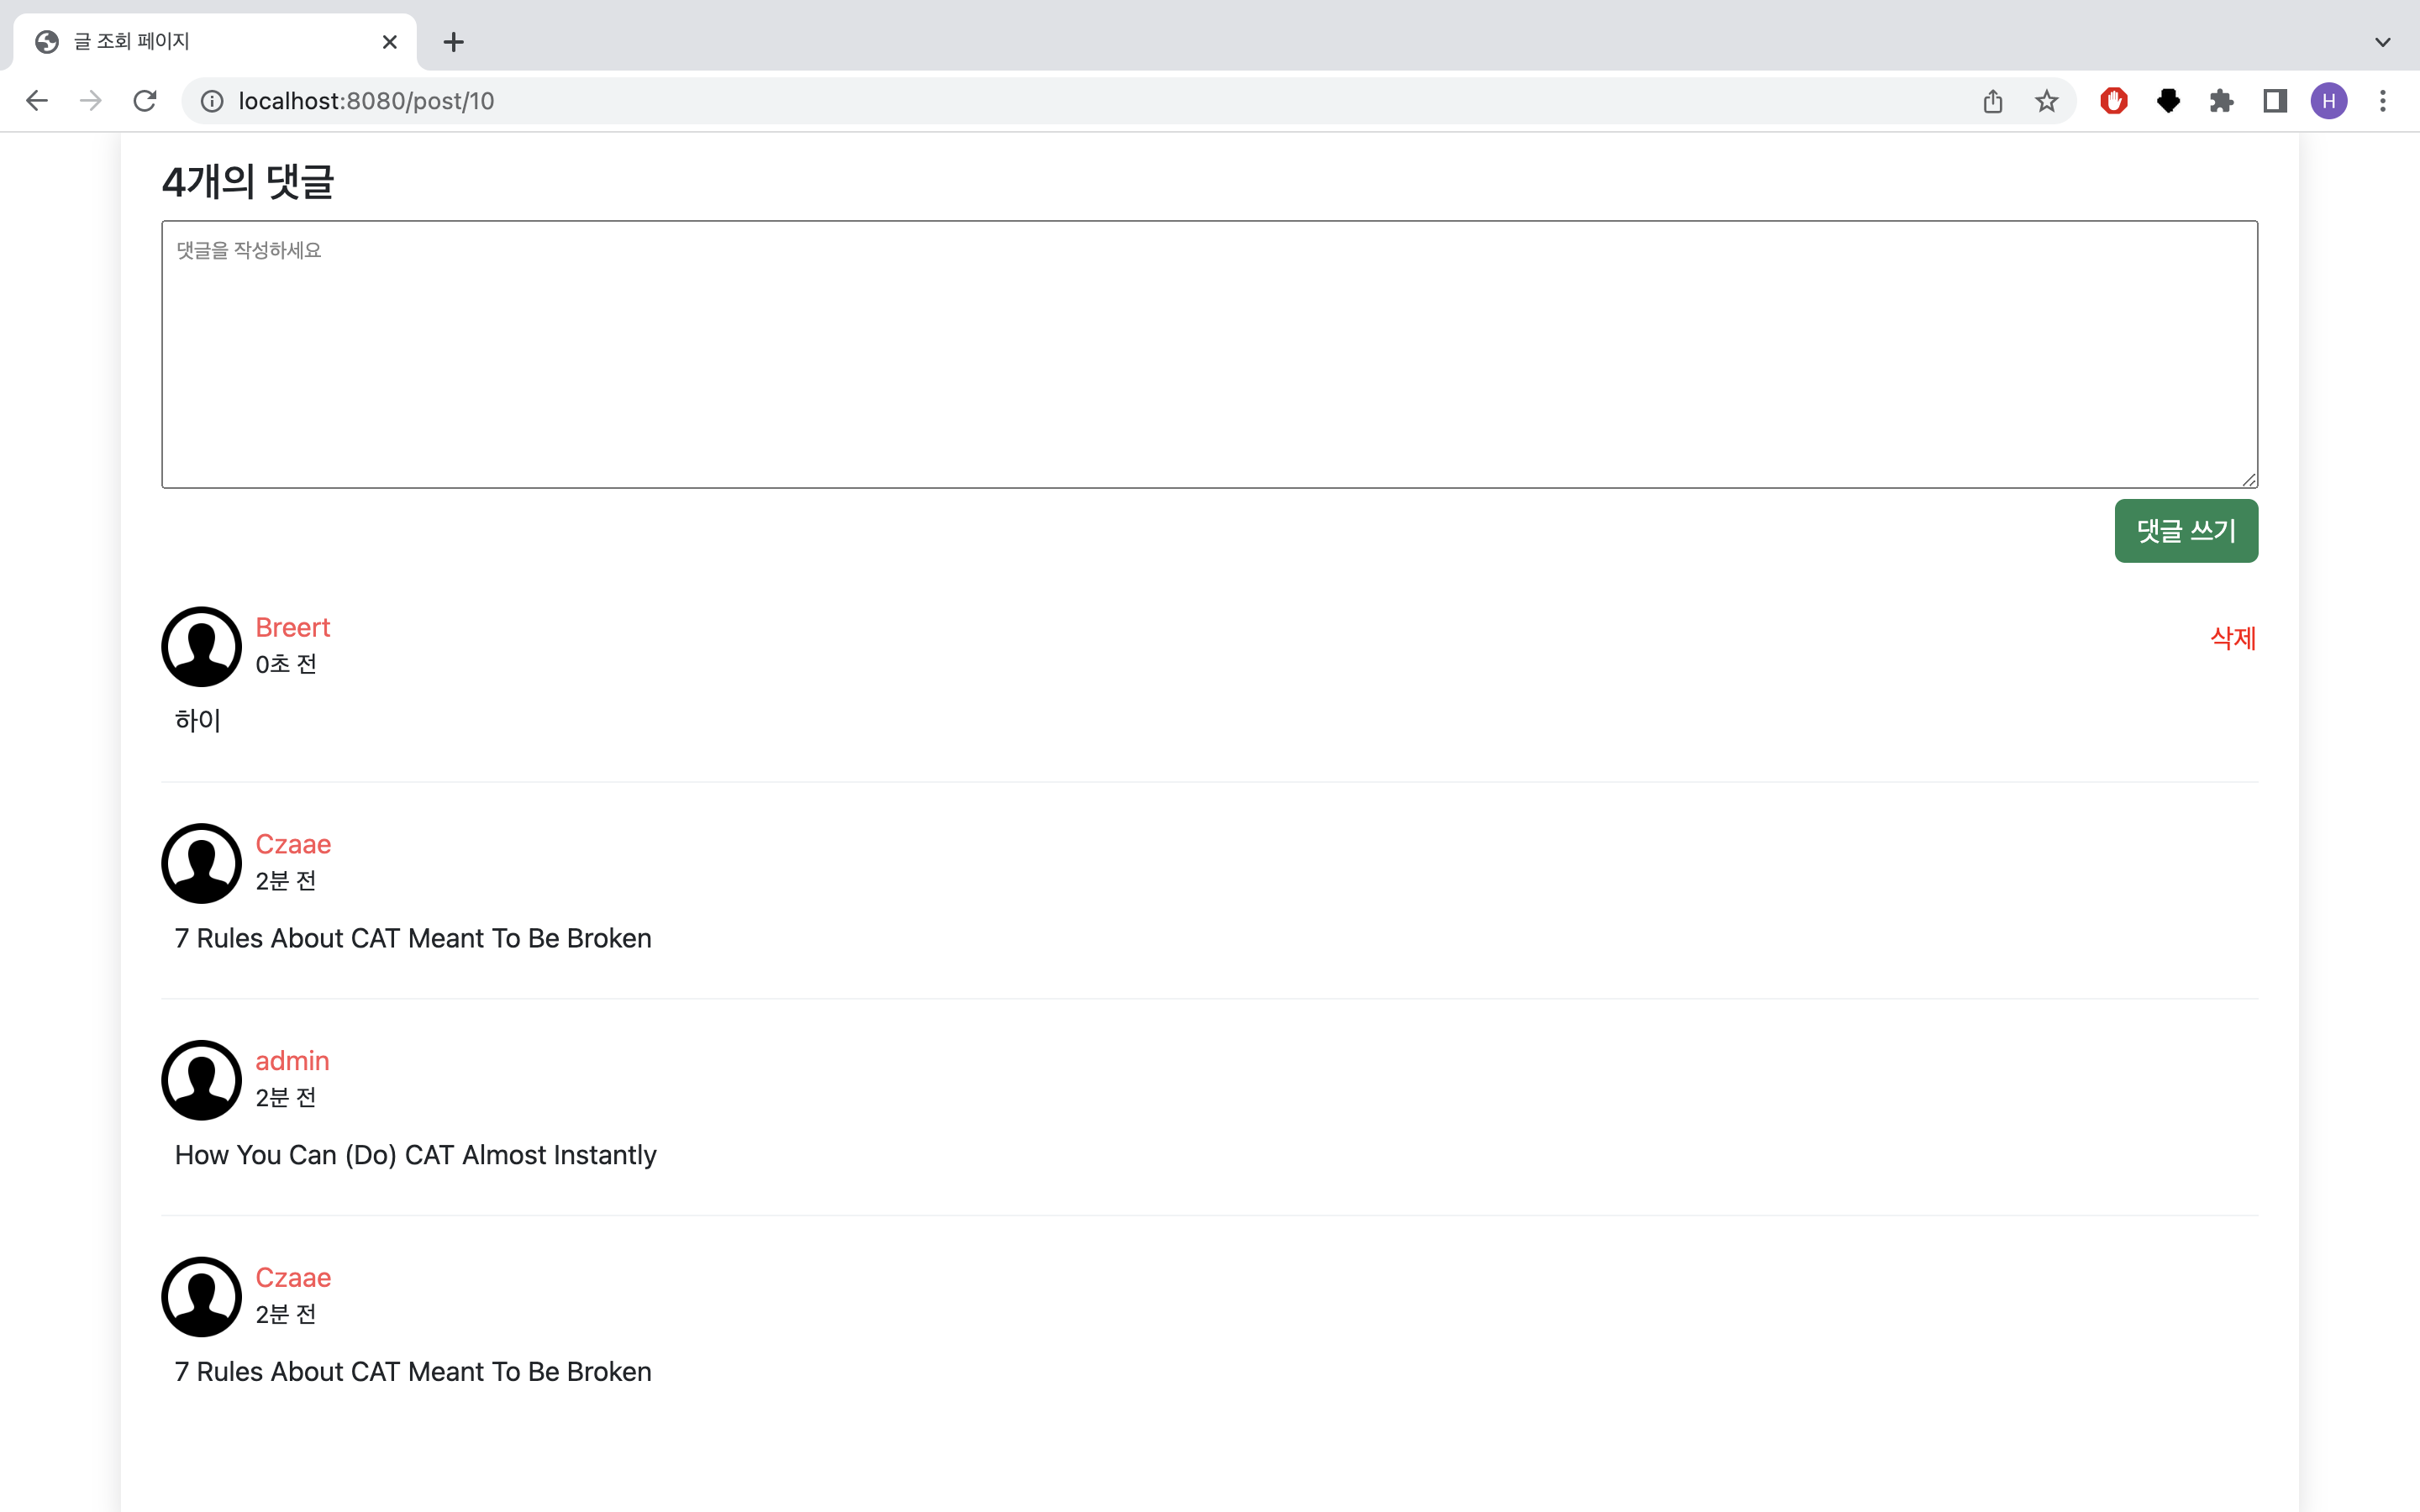 글 조회 페이지
localhost:8080/post/10
H
4개의 댓글
댓글을 작성하세요
댓글 쓰기
Breert
삭제
0초 전
하이
Czaae
2분 전
7 Rules About CAT Meant To Be Broken
admin
2분 전
How You Can (Do) CAT Almost Instantly
Czaae
2분 전
7 Rules About CAT Meant To Be Broken